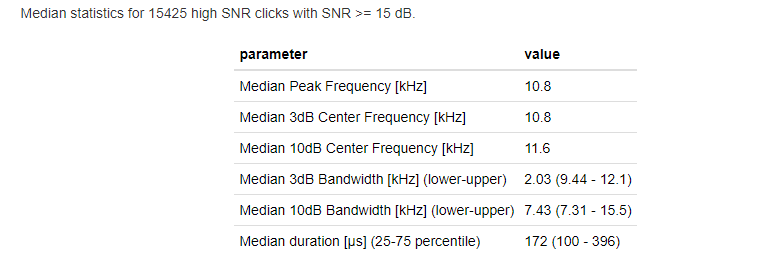 Median statistics for 15425 high SNR clicks with SNR >= 15 dB.
parameter value
Median Peak Frequency [kHz] 10.8
Median 3dB Center Frequency [kHz] 10.8
Median 10dB Center Frequency [kHz] 11.6
Median 3dB Bandwidth [kHz] (lower-upper) 2.03 (9.44 - 12.1)
Median 10dB Bandwidth [kHz] (lower-upper) 7.43 (7.31 - 15.5)
Median duration [µs] (25-75 percentile) 172 (100 - 396)